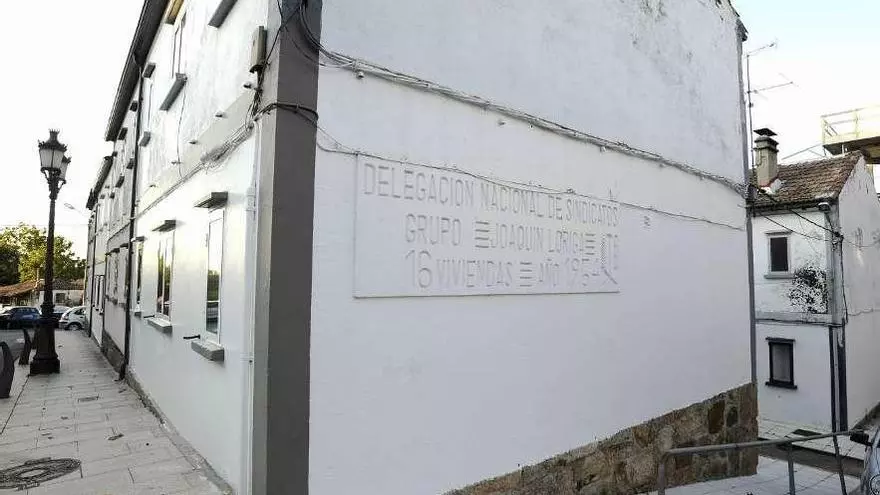 DELEGACION NACIONAL DE SINDICATOS
GRUPO JOAQUIN LORIGA
16 VIVIENDAS AÑO 1954